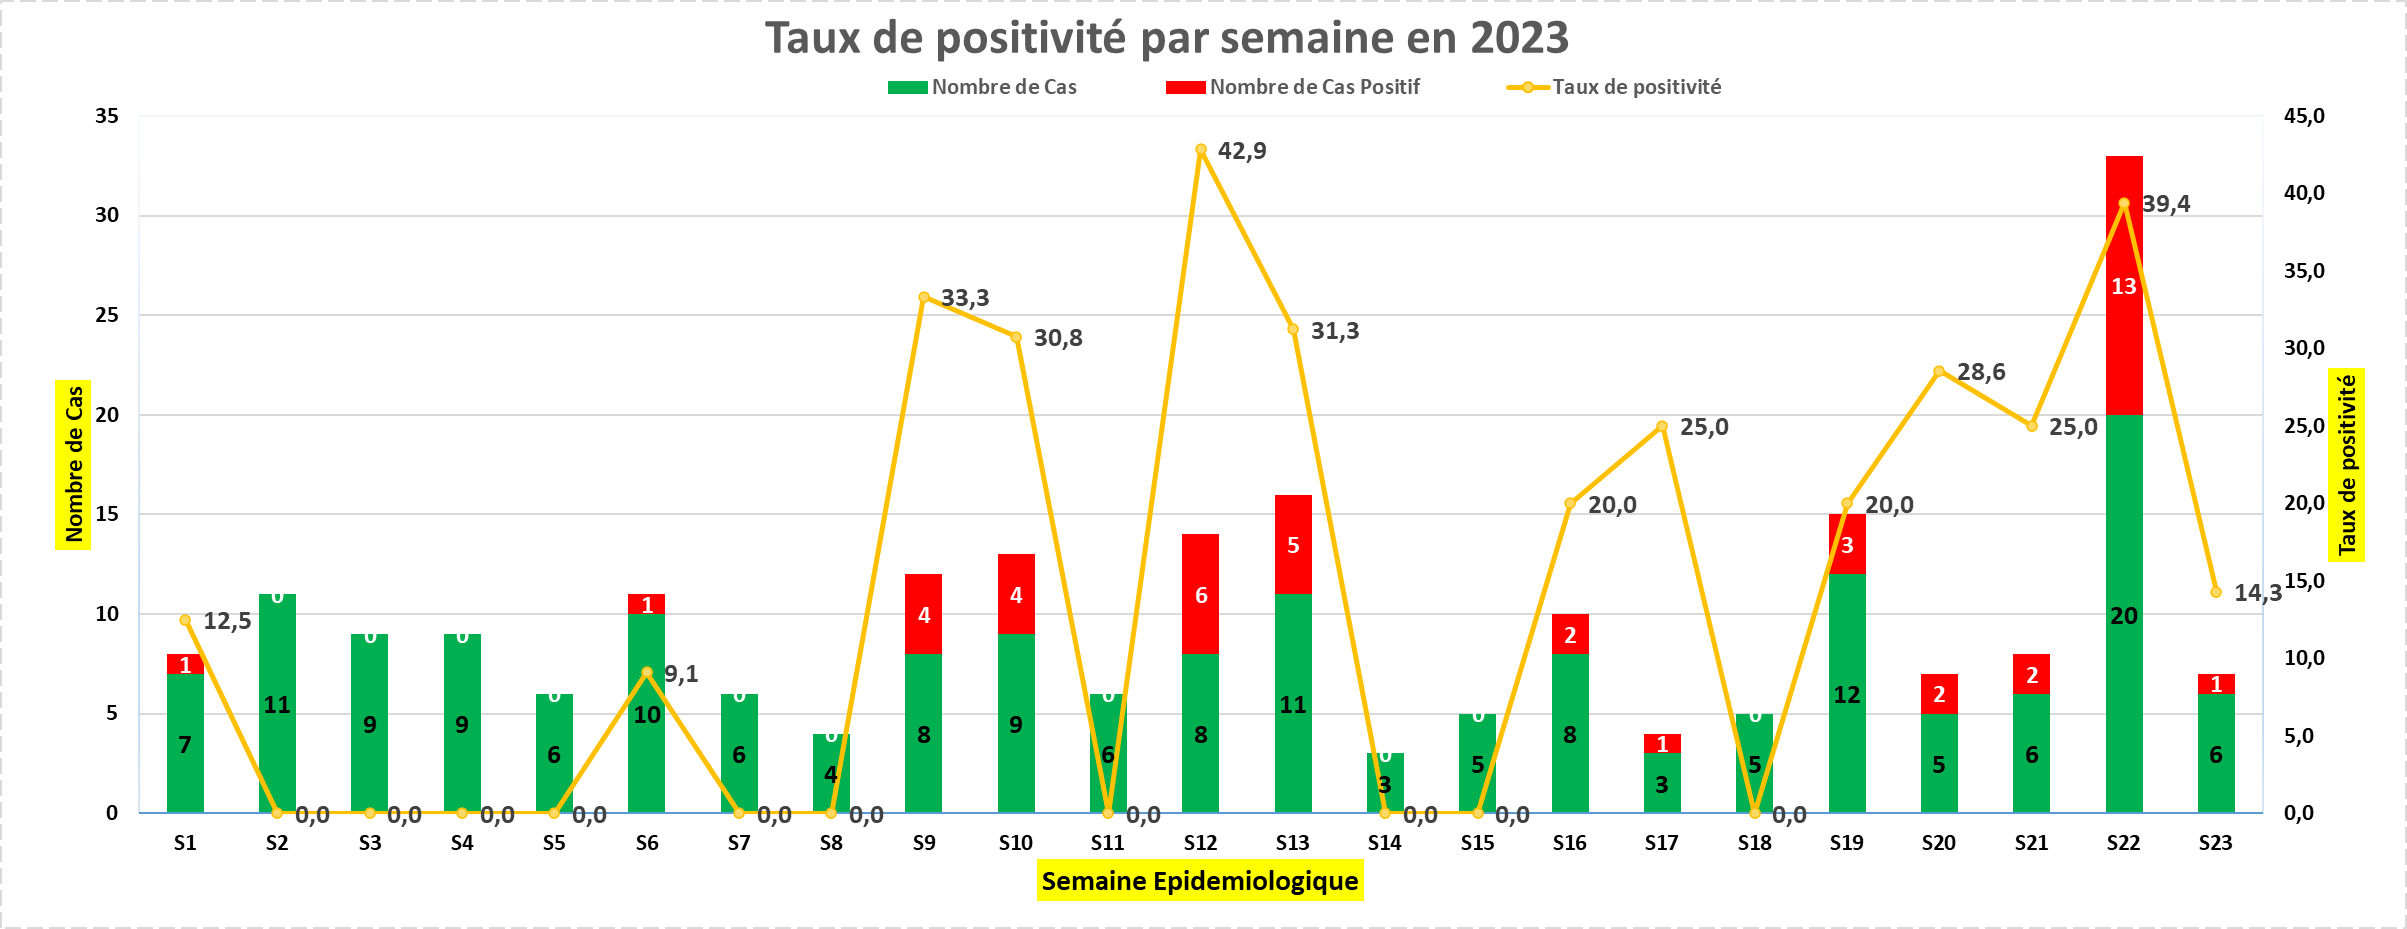 Taux de positivité par semaine en 2023
Nombre de Cas Nombre de Cas Positif Taux de positivité
35 30 25 20 15 10 5 0
Nombre de Cas
45,0 40,0 35,0 30,0 25,0 20,0 15,0 10,0 5,0 0,0
Taux de positivité
12,5 0,0 0,0 0,0 0,0 9,1 0,0 0,0 33,3 30,8 0,0 42,9 31,3 0,0 0,0 20,0 25,0 0,0 20,0 28,6 25,0 39,4 14,3
1 0 0 0 0 1 0 0 4 4 0 6 5 0 0 2 1 0 3 2 2 13 1
7 11 9 9 6 10 6 4 8 9 6 8 11 3 5 8 3 5 12 5 6 20 6
S1 S2 S3 S4 S5 S6 S7 S8 S9 S10 S11 S12 S13 S14 S15 S16 S17 S18 S19 S20 S21 S22 S23
Semaine Epidemiologique